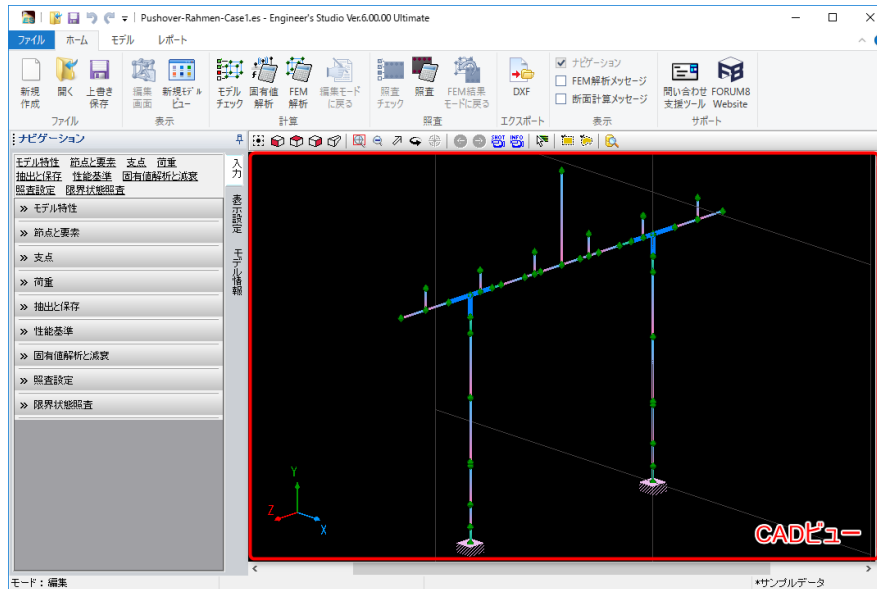 Pushover-Rahmen-Case1.es - Engineer's Studio Ver.6.00.00 Ultimate
ファイル ホーム モデル レポート
新規作成 開く 上書き保存 編集画面 新規モデルビュー モデルチェック 固有値解析 FEM解析 編集モードに戻る 照査チェック 照査 FEM結果モードに戻る DXF
ナビゲーション
FEM解析メッセージ
断面計算メッセージ
問い合わせ支援ツール FORUM8 Website
ファイル 表示 計算 照査 エクスポート 表示 サポート
ナビゲーション
モデル特性 節点と要素 支点 荷重
抽出と保存 性能基準 固有値解析と減衰
照査設定 限界状態照査
» モデル特性
» 節点と要素
» 支点
» 荷重
» 抽出と保存
» 性能基準
» 固有値解析と減衰
» 照査設定
» 限界状態照査
入力
表示設定
モデル情報
SHOT INFO
Y
Z
X
CADビュー
モード：編集
*サンプルデータ